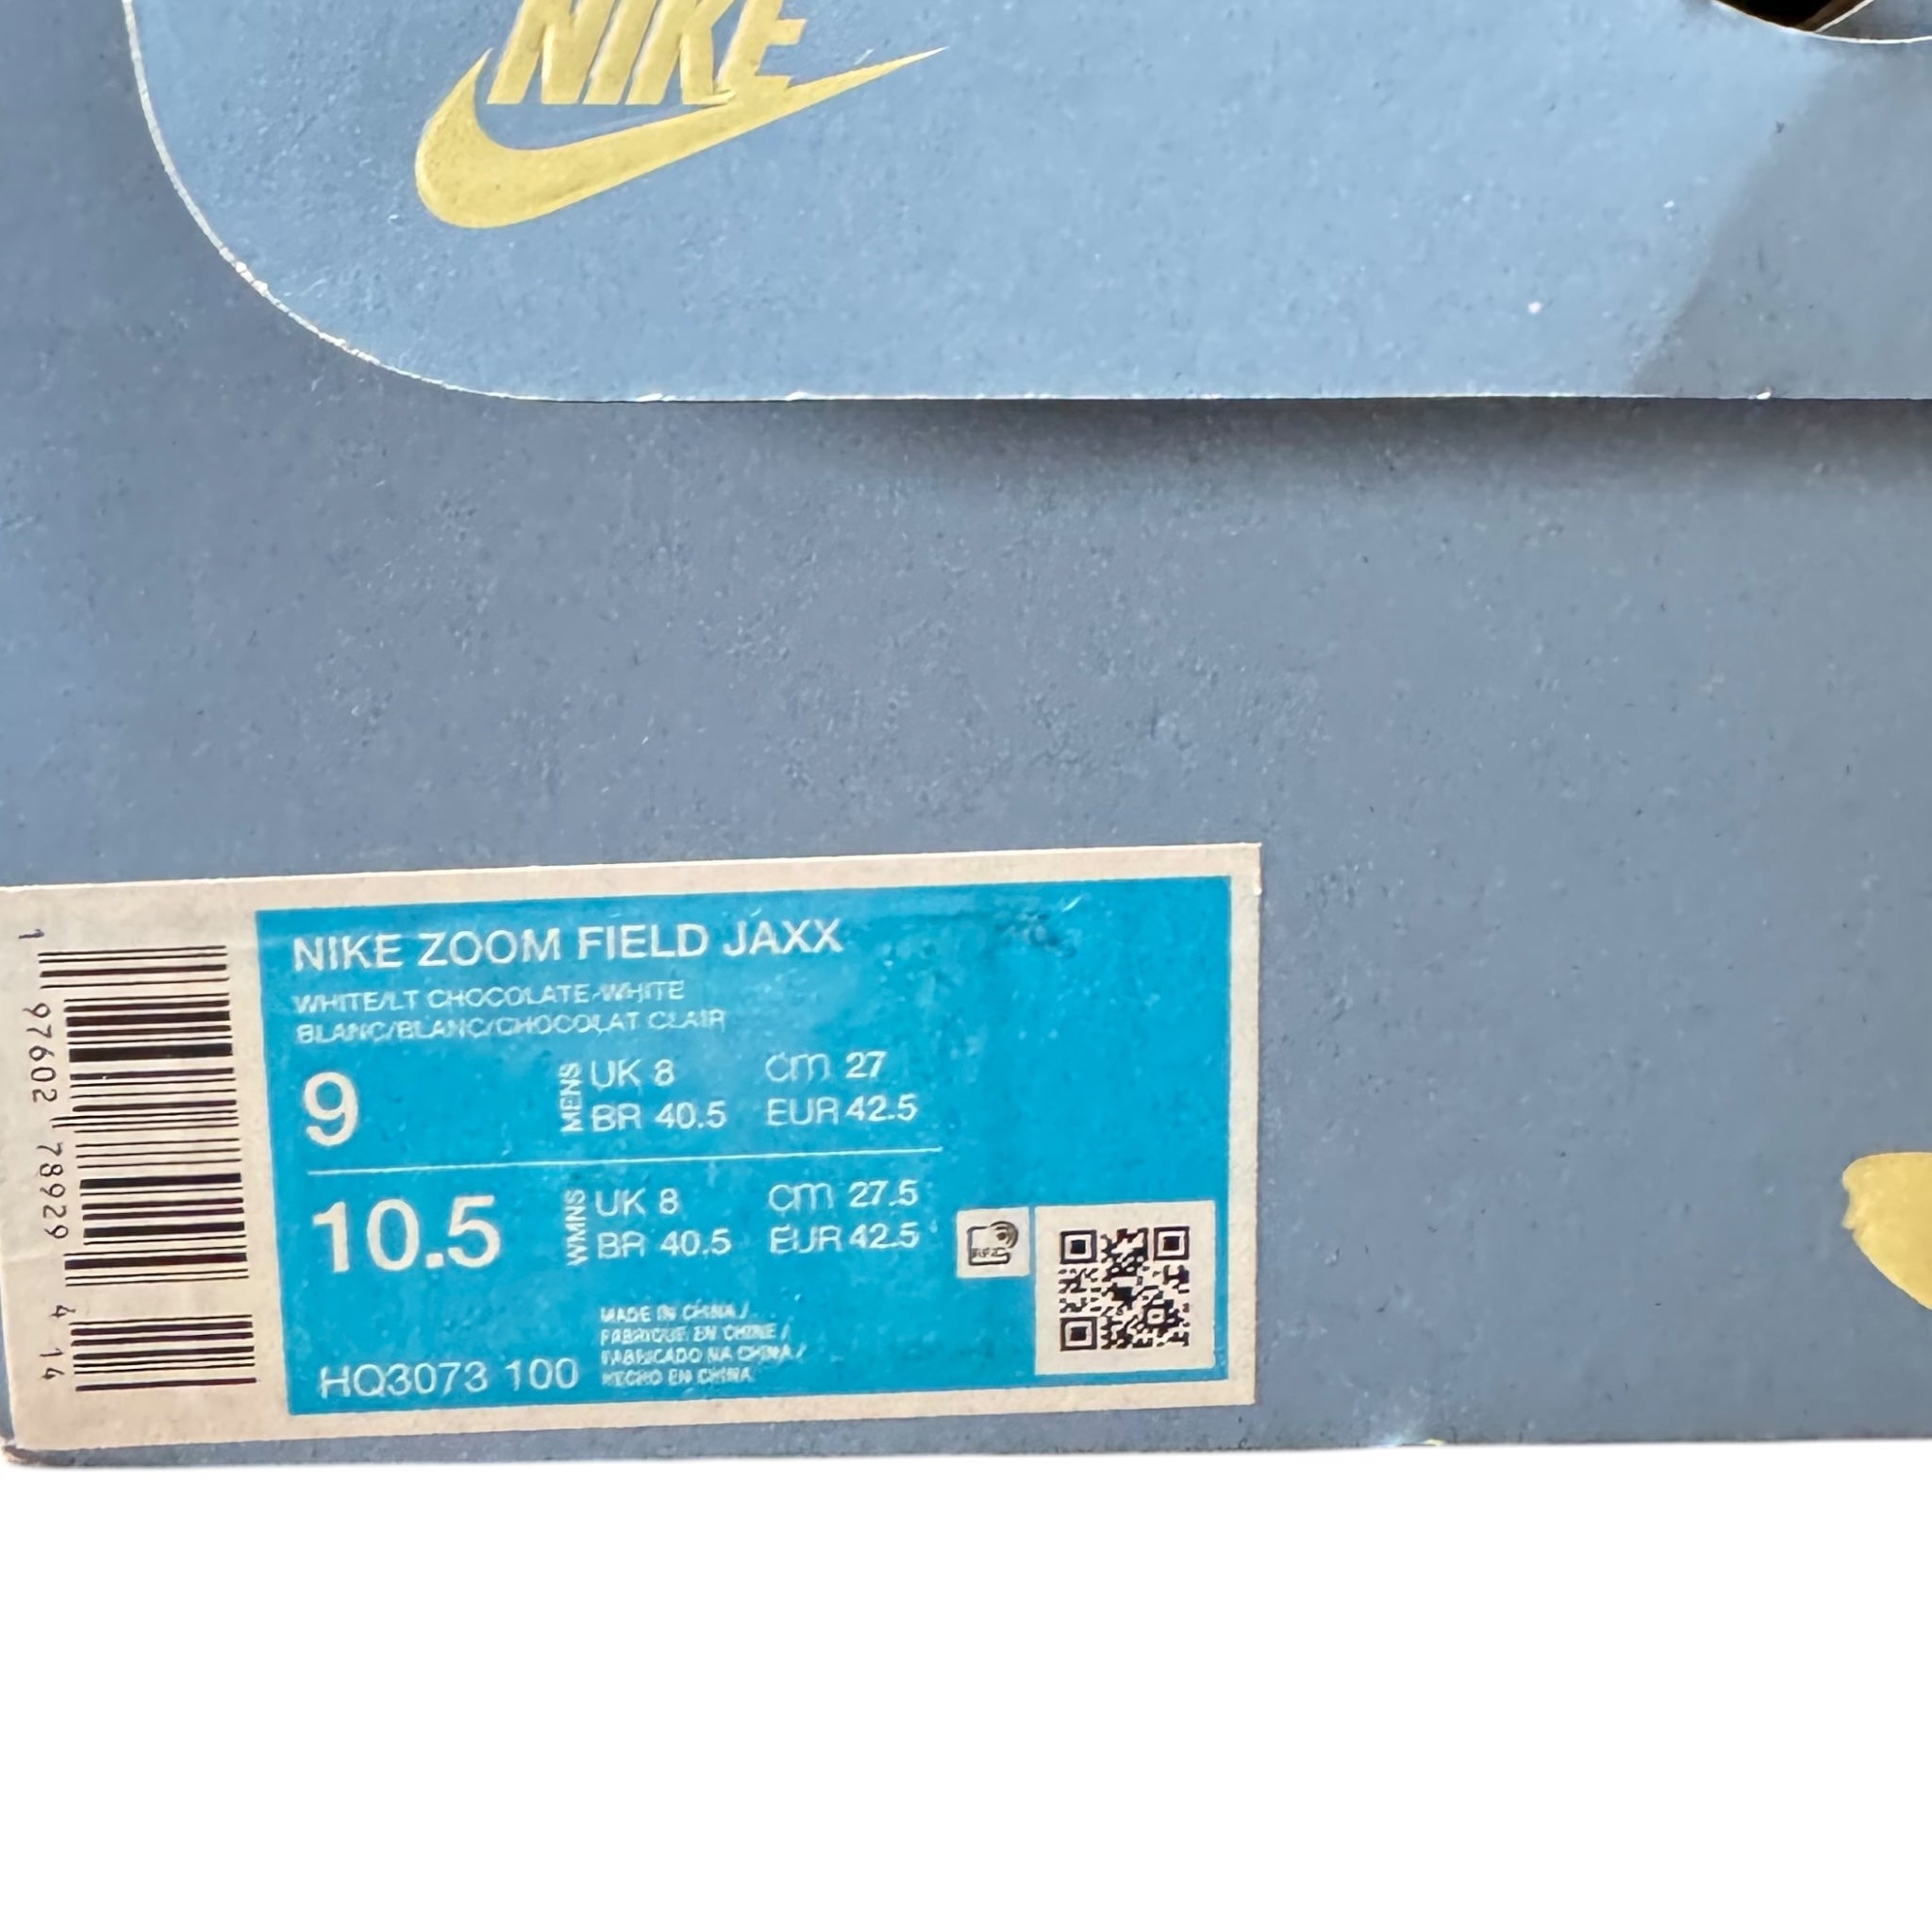 NIKE
NIKE ZOOM FIELD JAXX
WHITE/LT CHOCOLATE-WHITE
BLANC/BLANC/CHOCOLAT CLAIR
9 MENS UK 8 cm 27
BR 40.5 EUR 42.5
10.5 WMNS UK 8 cm 27.5
BR 40.5 EUR 42.5
MADE IN CHINA /
FABRIQUE EN CHINE /
FABRICADO NA CHINA /
HECHO EN CHINA
HQ3073 100
1 97602 78929 4 14